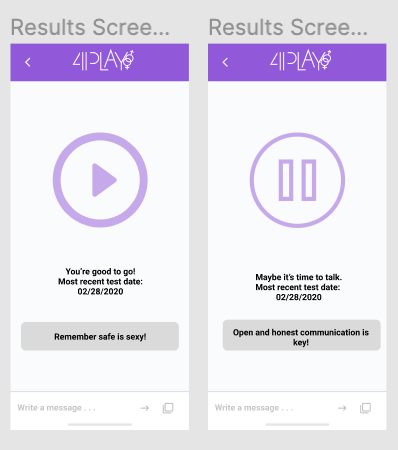 Results Scree...
4PLAY
You're good to go!
Most recent test date:
02/28/2020
Remember safe is sexy!
Write a message . . .
Results Scree...
4PLAY
Maybe it's time to talk.
Most recent test date:
02/28/2020
Open and honest communication is
key!
Write a message . . .